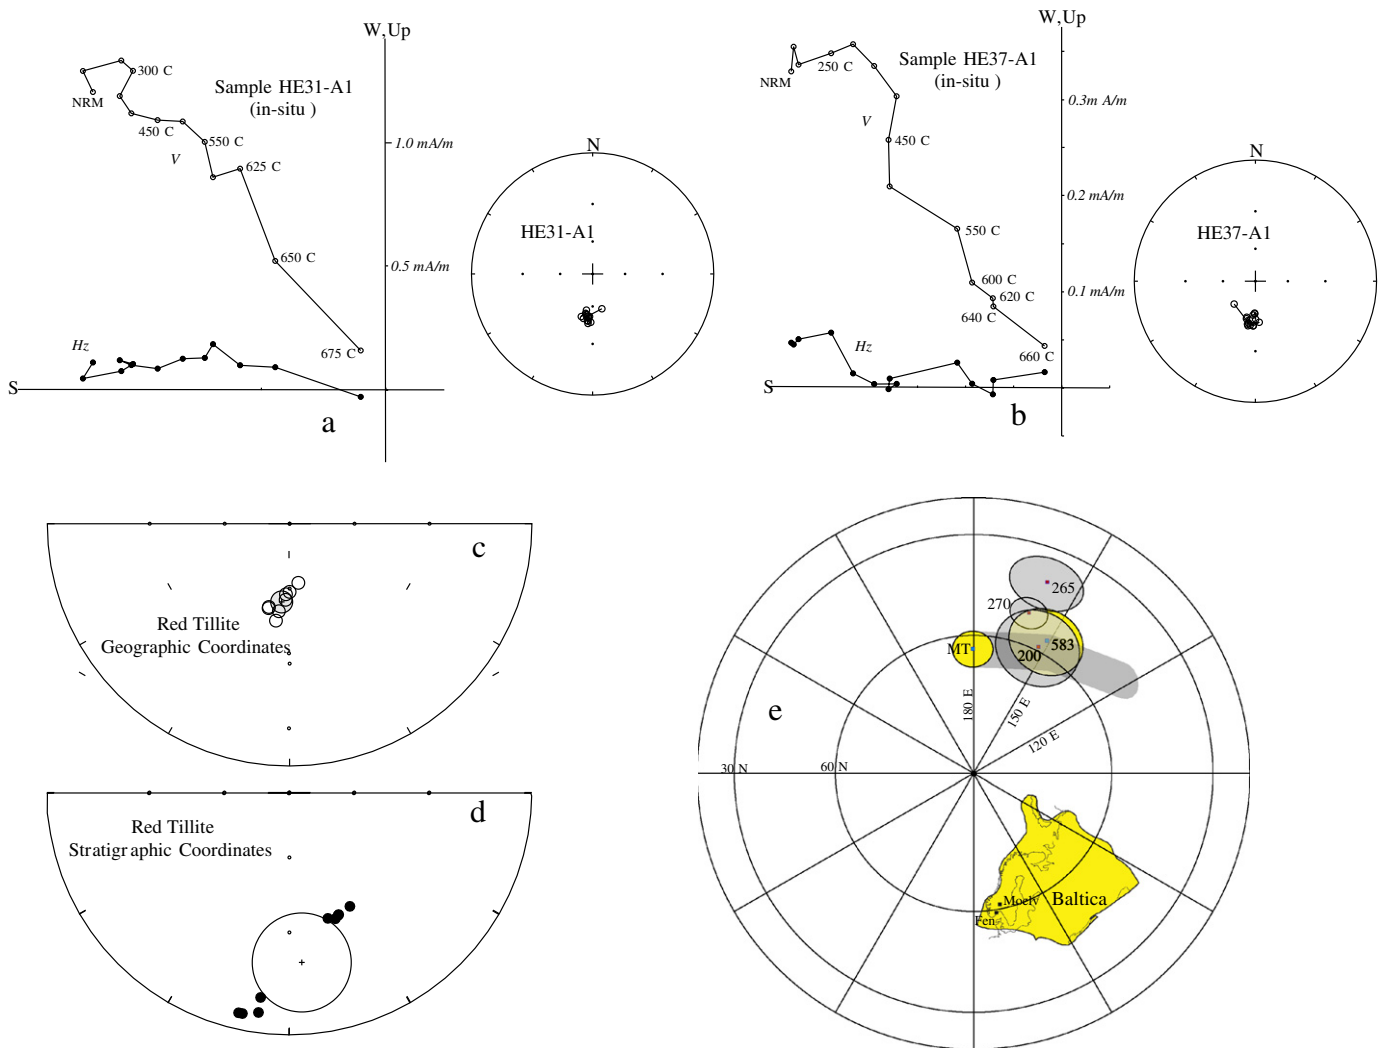 W,Up
300 C
Sample HE31-A1
(in-situ )
NRM
450 C
550 C
V
625 C
1.0 mA/m
650 C
0.5 mA/m
675 C
Hz
S
a
N
HE31-A1
W,Up
NRM
250 C
Sample HE37-A1
(in-situ )
0.3m A/m
V
450 C
0.2 mA/m
550 C
600 C
620 C
640 C
0.1 mA/m
660 C
Hz
S
b
N
HE37-A1
c
Red Tillite
Geographic Coordinates
d
Red Tillite
Stratigraphic Coordinates
e
265
270
MT
583
200
180 E
150 E
120 E
30 N
60 N
Moelv
Baltica
Fen